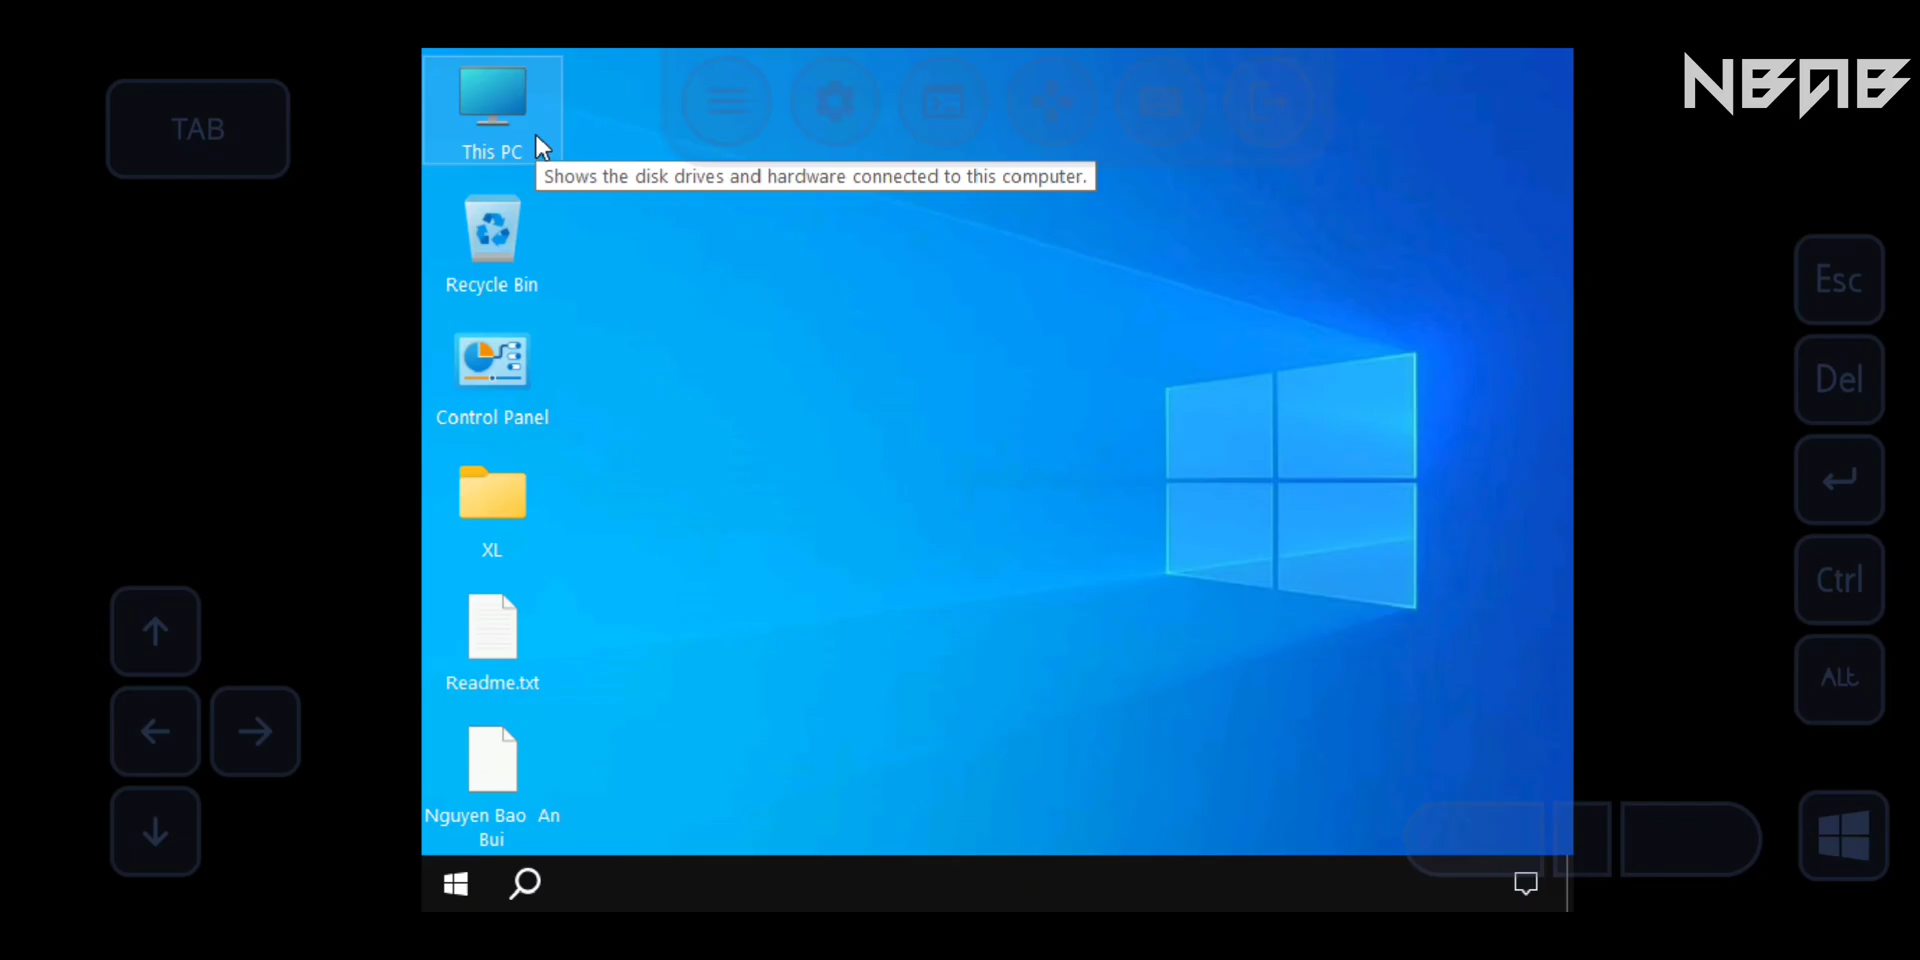 NBAB
TAB
This PC
Shows the disk drives and hardware connected to this computer.
Recycle Bin
Esc
Control Panel
Del
XL
Ctrl
Readme.txt
ALt
Nguyen Bao An
Bui